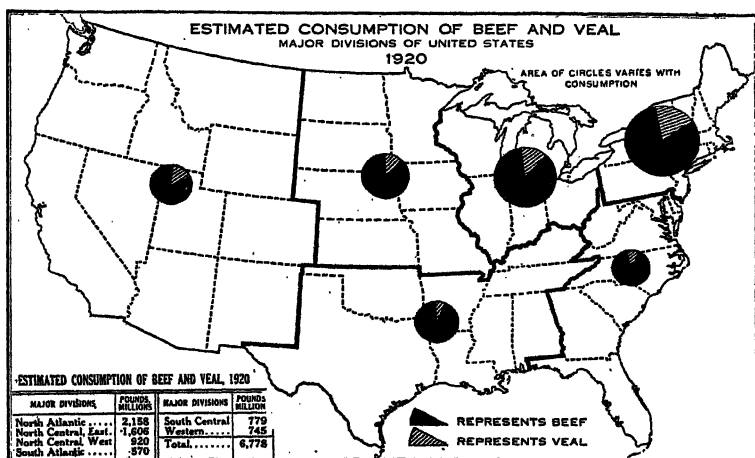 ESTIMATED CONSUMPTION OF BEEF AND VEAL
MAJOR DIVISIONS OF UNITED STATES
1920
AREA OF CIRCLES VARIES WITH
CONSUMPTION
ESTIMATED CONSUMPTION OF BEEF AND VEAL, 1920
MAJOR DIVISIONS, POUNDS, MILLIONS
North Atlantic ..... 2,158
North Central, East. 1,606
North Central West 920
South Atlantic ..... 570
MAJOR DIVISIONS POUNDS MILLION
South Central 779
Western..... 745
Total........ 6,778
REPRESENTS BEEF
REPRESENTS VEAL